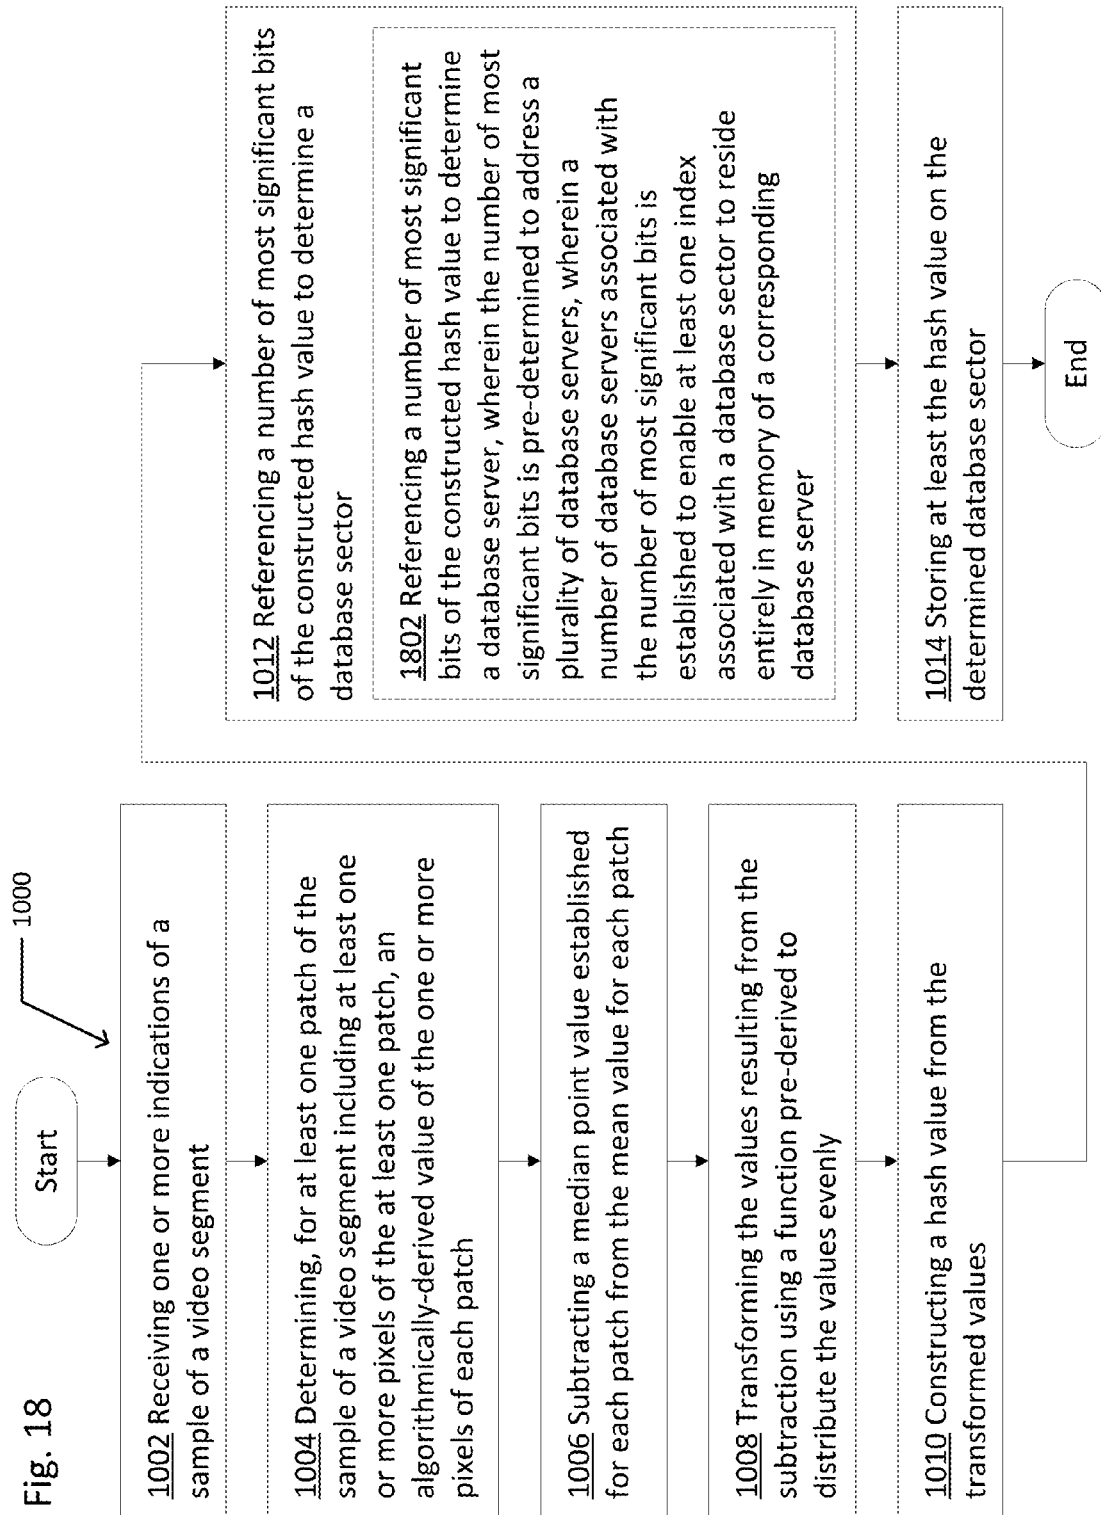 Fig. 18
1000
Start
1002 Receiving one or more indications of a
sample of a video segment
1004 Determining, for at least one patch of the
sample of a video segment including at least one
or more pixels of the at least one patch, an
algorithmically-derived value of the one or more
pixels of each patch
1006 Subtracting a median point value established
for each patch from the mean value for each patch
1008 Transforming the values resulting from the
subtraction using a function pre-derived to
distribute the values evenly
1010 Constructing a hash value from the
transformed values
1012 Referencing a number of most significant bits
of the constructed hash value to determine a
database sector
1802 Referencing a number of most significant
bits of the constructed hash value to determine
a database server, wherein the number of most
significant bits is pre-determined to address a
plurality of database servers, wherein a
number of database servers associated with
the number of most significant bits is
established to enable at least one index
associated with a database sector to reside
entirely in memory of a corresponding
database server
1014 Storing at least the hash value on the
determined database sector
End